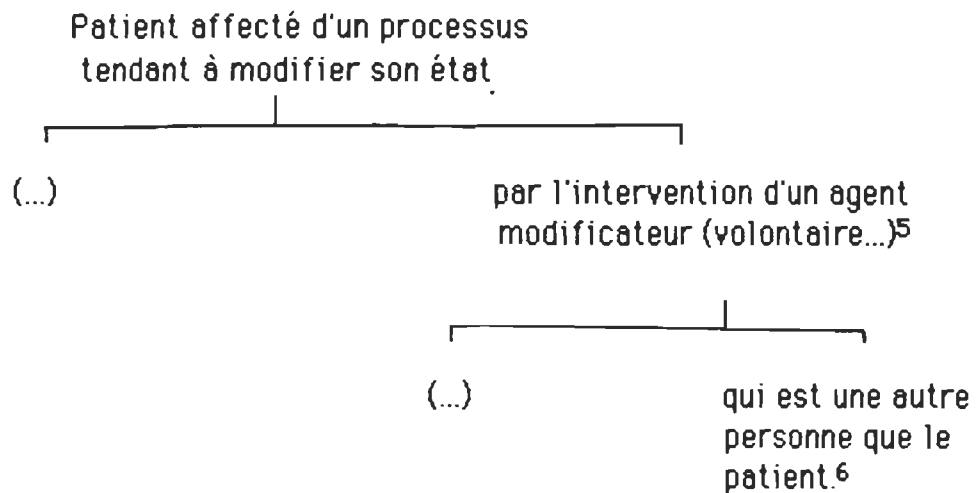 Patient affecté d'un processus
tendant à modifier son état
(...)
par l'intervention d'un agent
modificateur (volontaire...)5
(...)
qui est une autre
personne que le
patient.6